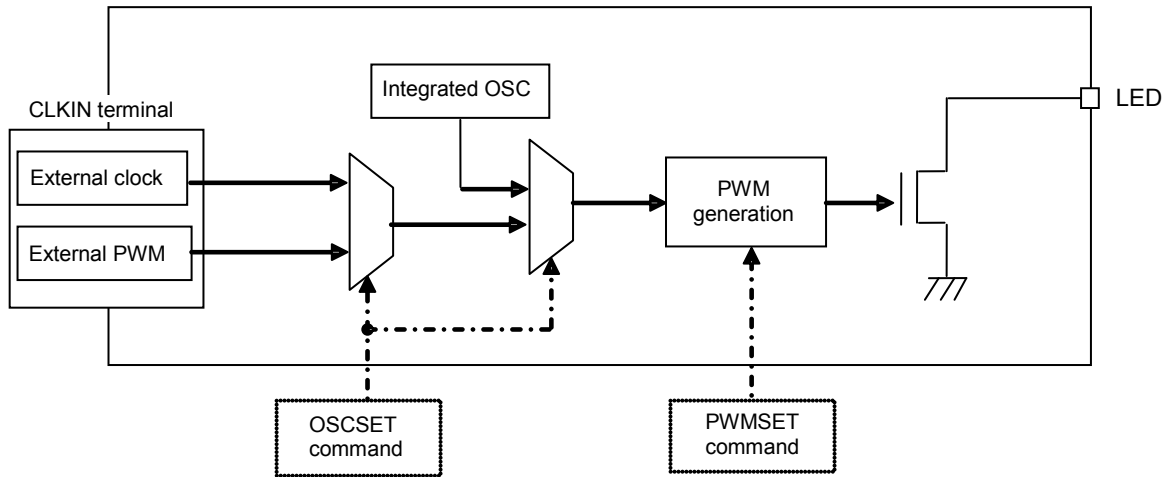 Integrated OSC
LED
CLKIN terminal
External clock
External PWM
PWM
generation
OSCSET
command
PWMSET
command